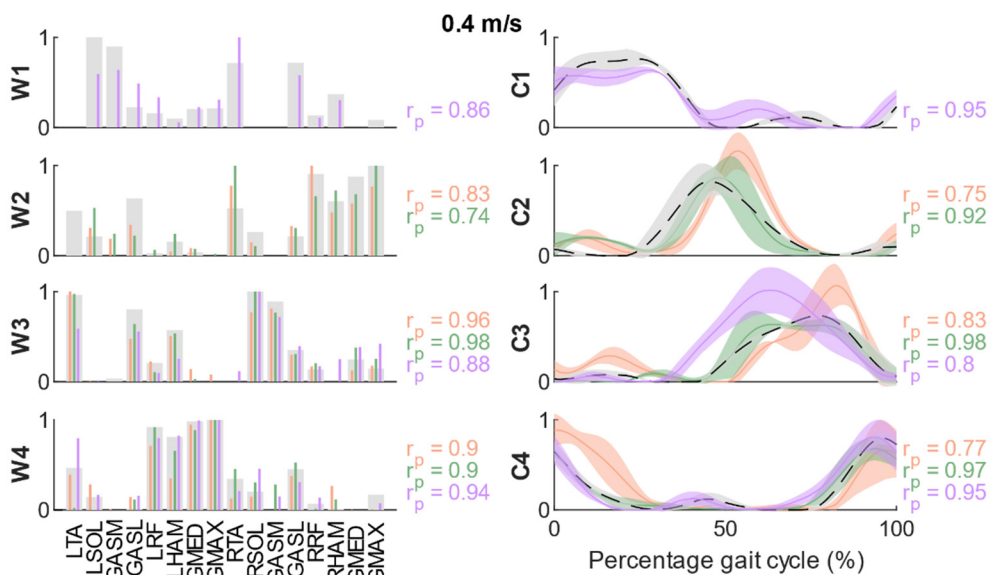 0.4 m/s
W1
1
0
r_p = 0.86
C1
1
0
r_p = 0.95
W2
1
0
r_p = 0.83
r_p = 0.74
C2
1
0
r_p = 0.75
r_p = 0.92
W3
1
0
r_p = 0.96
r_p = 0.98
r_p = 0.88
C3
1
0
r_p = 0.83
r_p = 0.98
r_p = 0.8
W4
1
0
r_p = 0.9
r_p = 0.9
r_p = 0.94
C4
1
0
r_p = 0.77
r_p = 0.97
r_p = 0.95
LTA
LSOL
GASM
GASL
LRF
LHAM
GMED
GMAX
RTA
RSOL
GASM
GASL
RRF
RHAM
GMED
GMAX
0 50 100
Percentage gait cycle (%)